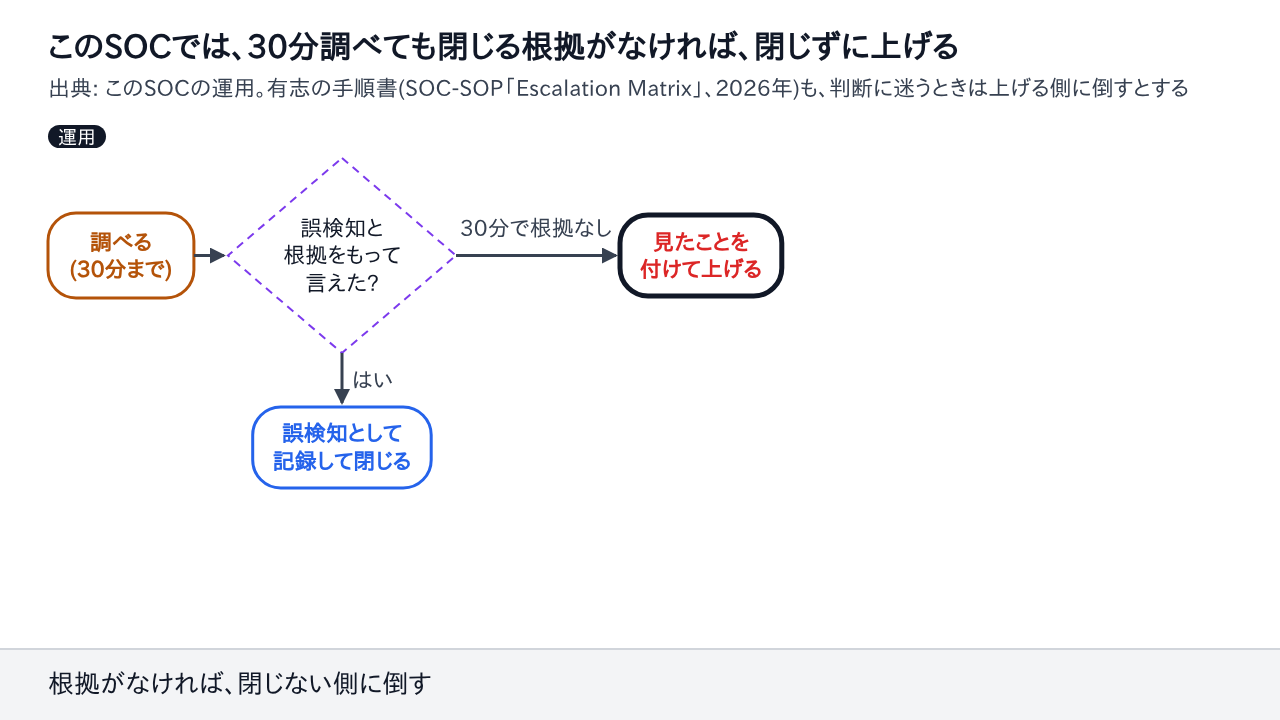 このSOCでは、30分調べても閉じる根拠がなければ、閉じずに上げる
出典: このSOCの運用。有志の手順書(SOC-SOP「Escalation Matrix」、2026年)も、判断に迷うときは上げる側に倒すとする
運用
調べる
(30分まで)
誤検知と
根拠をもって
言えた?
30分で根拠なし
見たことを
付けて上げる
はい
誤検知として
記録して閉じる
根拠がなければ、閉じない側に倒す